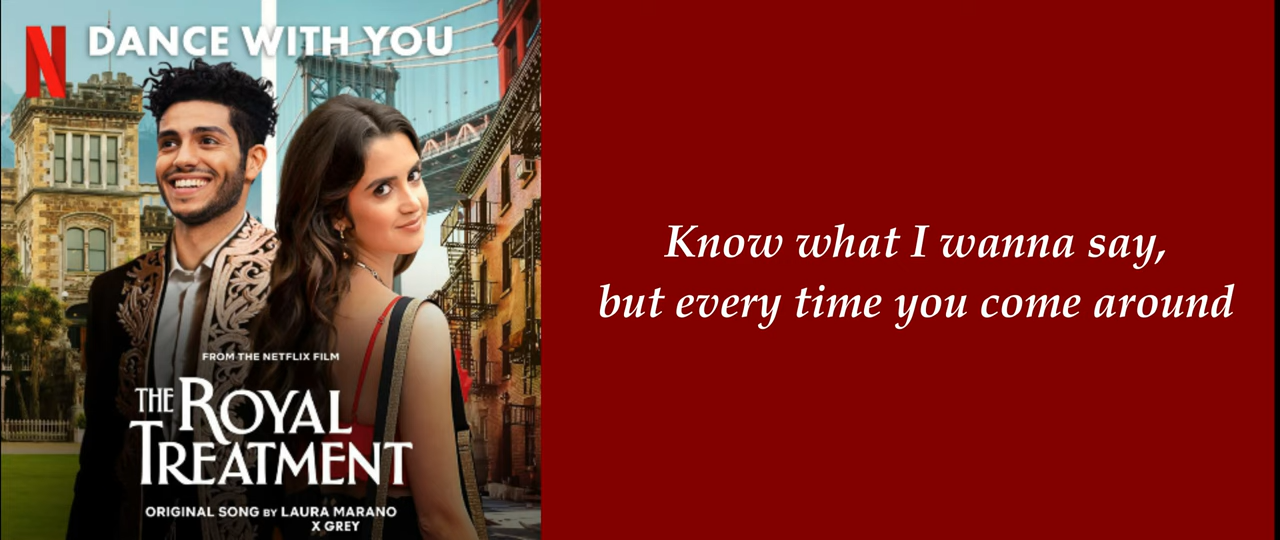 N
DANCE WITH YOU
FROM THE NETFLIX FILM
THE ROYAL
TREATMENT
ORIGINAL SONG BY LAURA MARANO
X GREY
Know what I wanna say,
but every time you come around